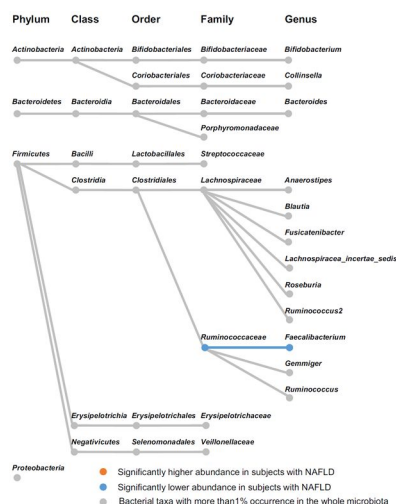 Phylum Class Order Family Genus
Actinobacteria Actinobacteria Bifidobacteriales Bifidobacteriaceae Bifidobacterium
Coriobacteriales Coriobacteriaceae Collinsella
Bacteroidetes Bacteroidia Bacteroidales Bacteroidaceae Bacteroides
Porphyromonadaceae
Firmicutes Bacilli Lactobacillales Streptococcaceae
Clostridia Clostridiales Lachnospiraceae Anaerostipes
Blautia
Fusicatenibacter
Lachnospiracea_incertae_sedis
Roseburia
Ruminococcus2
Ruminococcaceae Faecalibacterium
Gemmiger
Ruminococcus
Erysipelotrichia Erysipelotrichales Erysipelotrichaceae
Negativicutes Selenomonadales Veillonellaceae
Proteobacteria
Significantly higher abundance in subjects with NAFLD
Significantly lower abundance in subjects with NAFLD
Bacterial taxa with more than1% occurrence in the whole microbiota